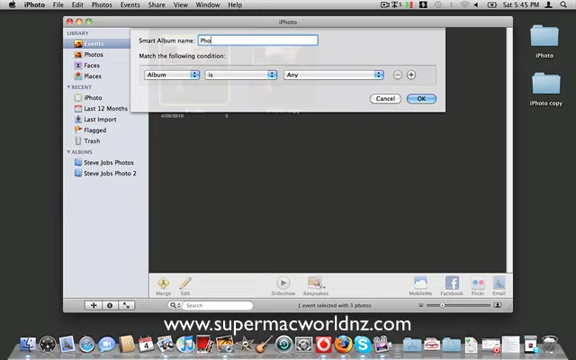 iPhoto File Edit Photos Events Share View Window Help
Sat 5:45 PM
iPhoto
Smart Album name: Pho
Match the following condition:
Album is Any
Cancel OK
LIBRARY
Events
Photos
Faces
Places
RECENT
iPhoto
Last 12 Months
Last Import
Flagged
Trash
ALBUMS
Steve Jobs Photos
Steve Jobs Photo 2
iPhoto
iPhoto copy
Merge Edit Slideshow Keepsakes MobileMe Facebook Flickr Email
Search
1 event selected with 3 photos
www.supermacworldnz.com